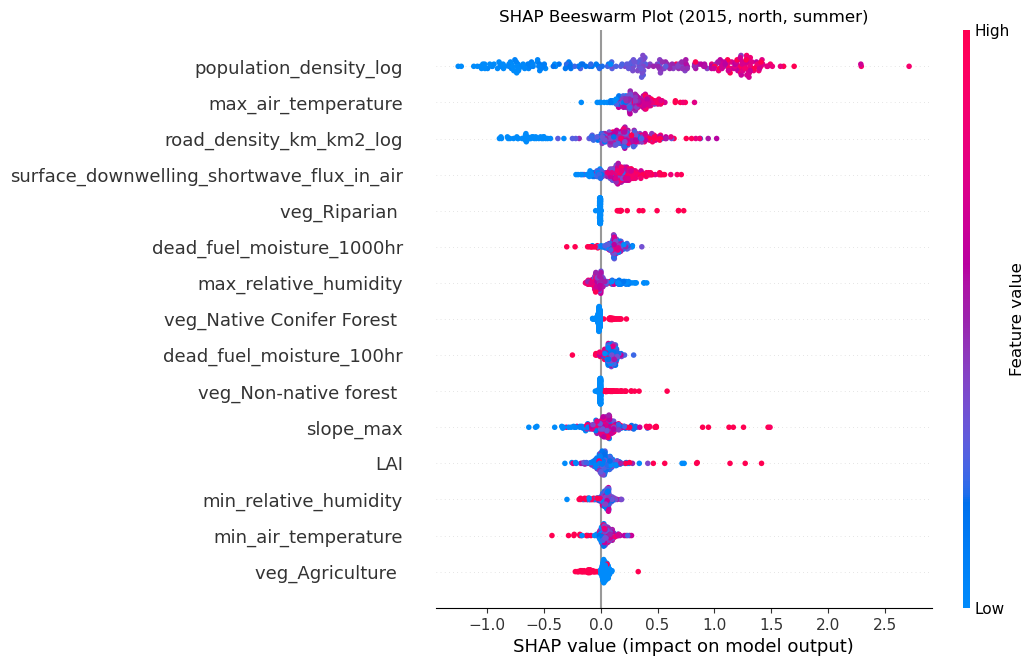 SHAP Beeswarm Plot (2015, north, summer)
High
population_density_log
max_air_temperature
road_density_km_km2_log
surface_downwelling_shortwave_flux_in_air
veg_Riparian
dead_fuel_moisture_1000hr
max_relative_humidity
veg_Native Conifer Forest
dead_fuel_moisture_100hr
veg_Non-native forest
slope_max
LAI
min_relative_humidity
min_air_temperature
veg_Agriculture
Feature value
Low
−1.0 −0.5 0.0 0.5 1.0 1.5 2.0 2.5
SHAP value (impact on model output)